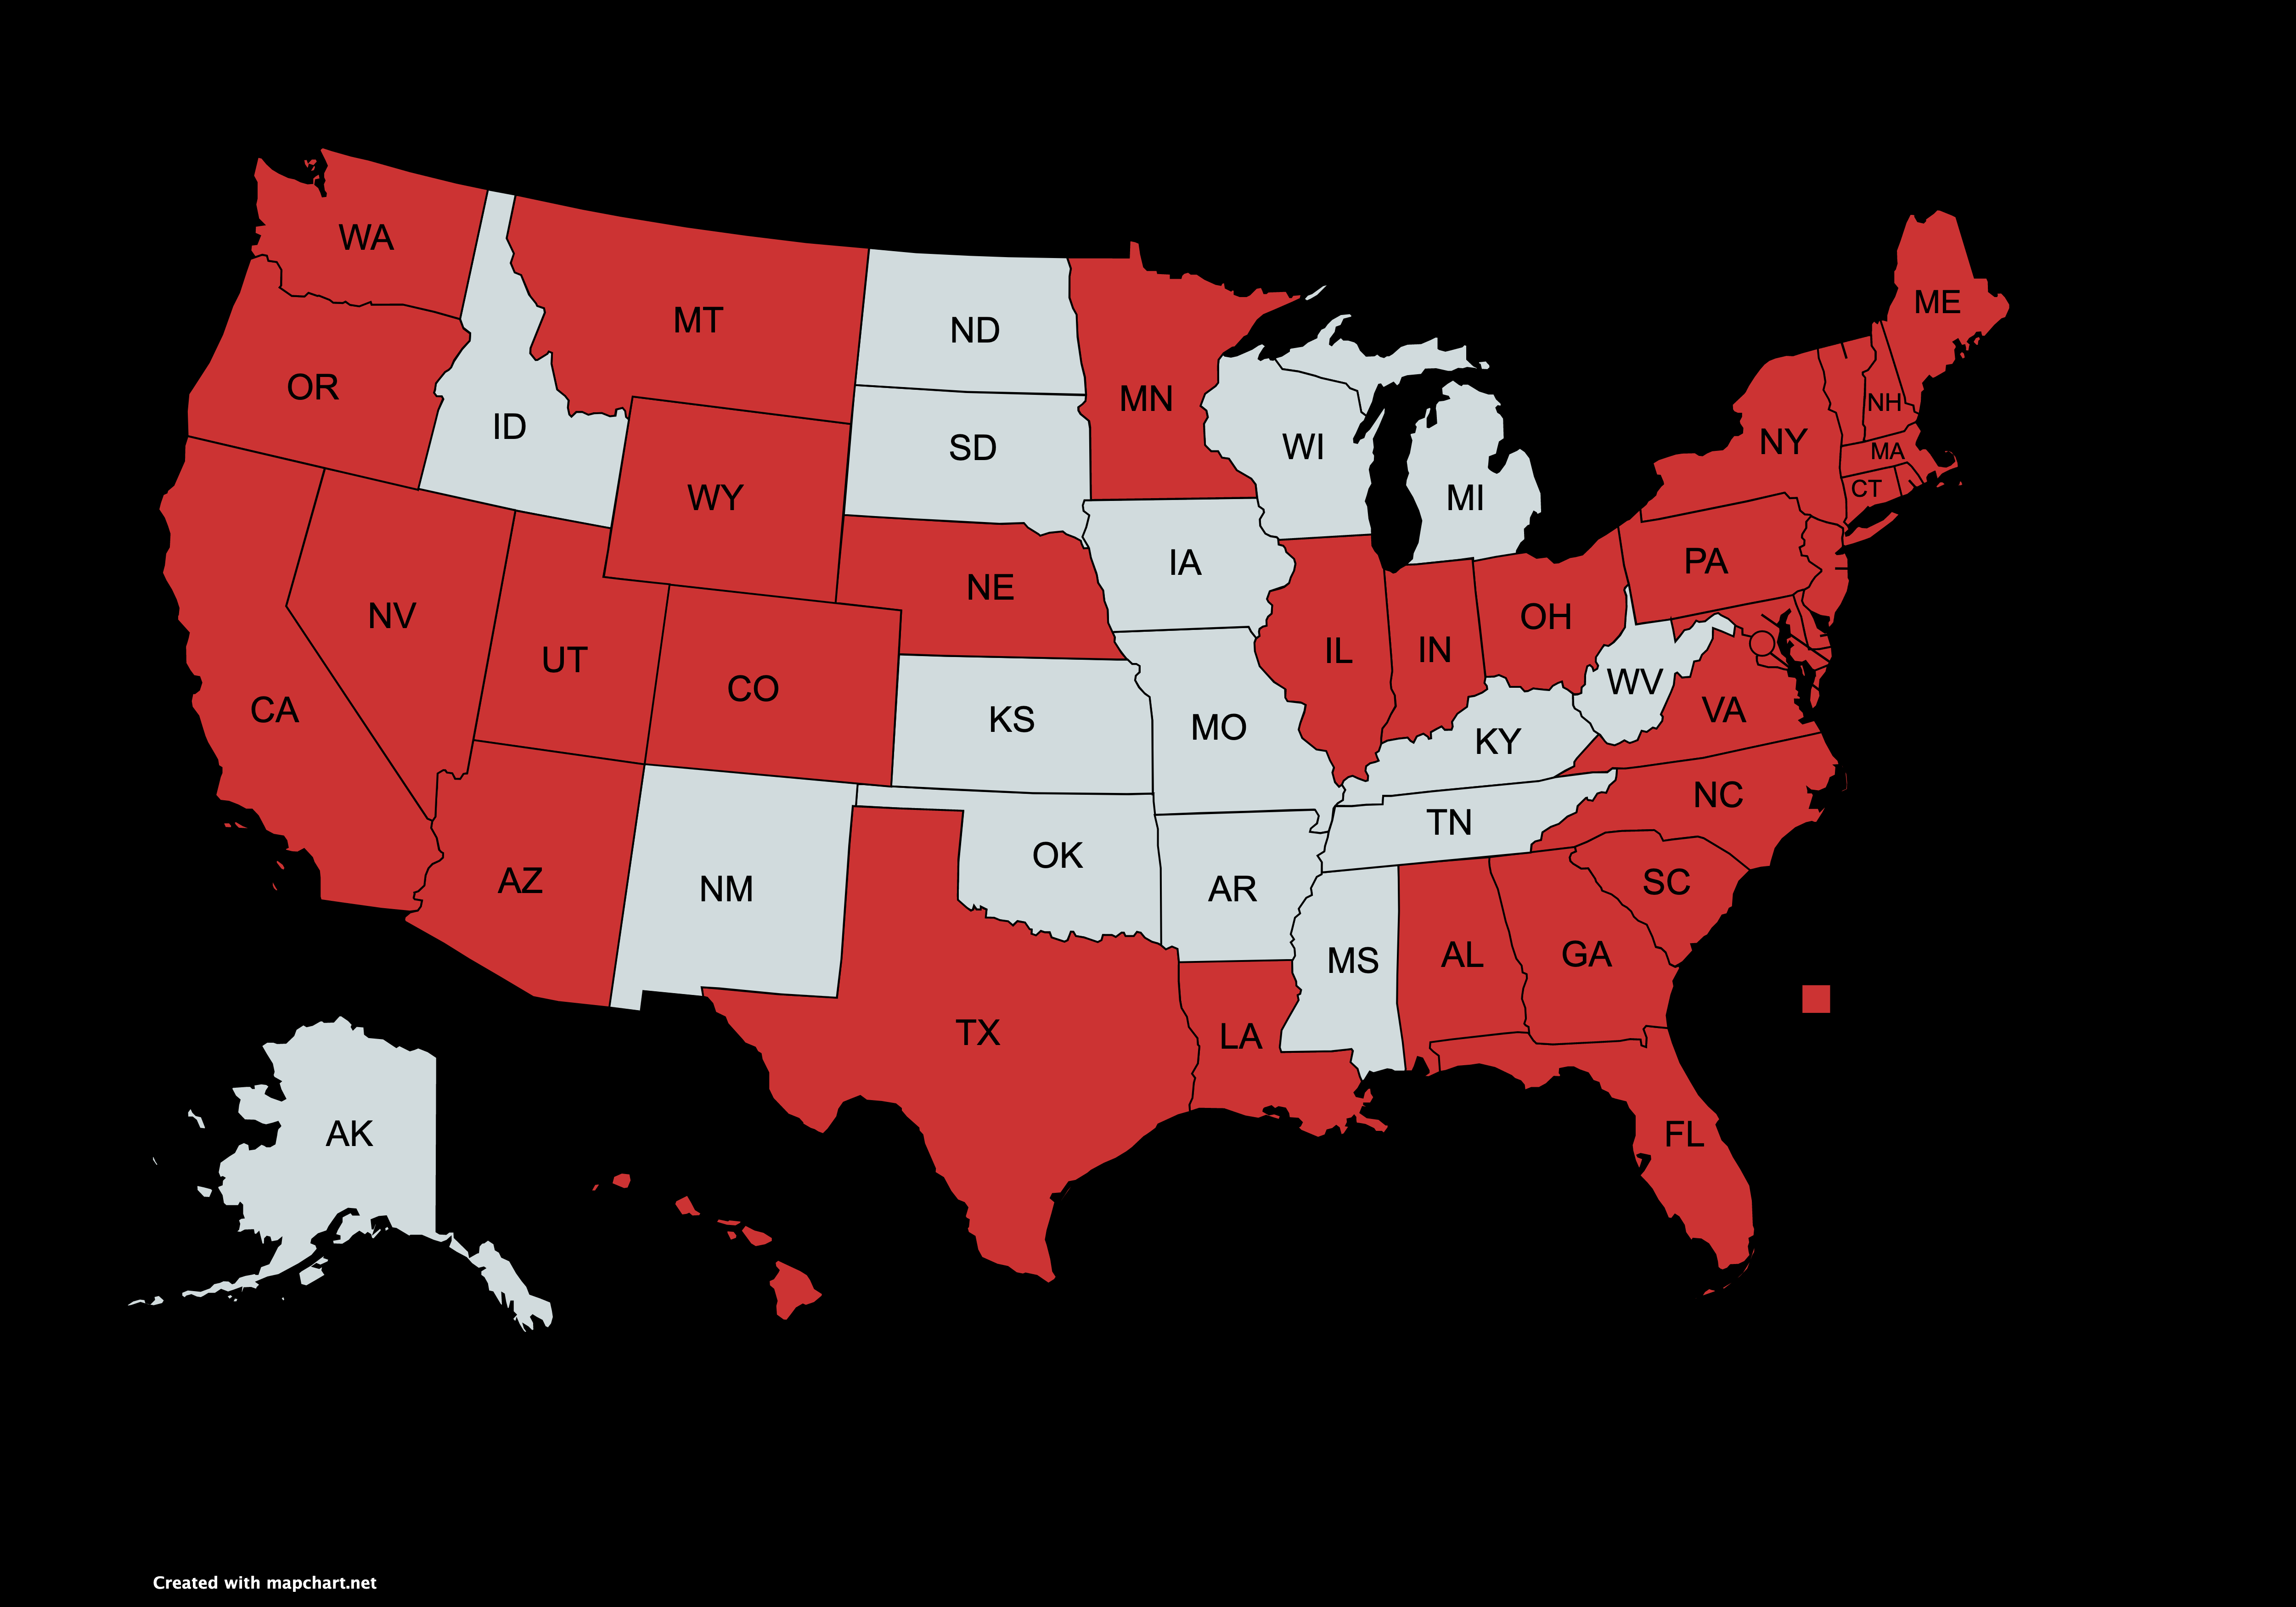 WA
MT
ND
MN
ME
OR
ID
SD
WI
NH
NY
MA
WY
MI
CT
NE
IA
PA
NV
UT
CO
IL
IN
OH
WV
CA
KS
MO
KY
VA
NC
TN
AZ
NM
OK
AR
SC
MS
AL
GA
TX
LA
AK
FL
Created with mapchart.net